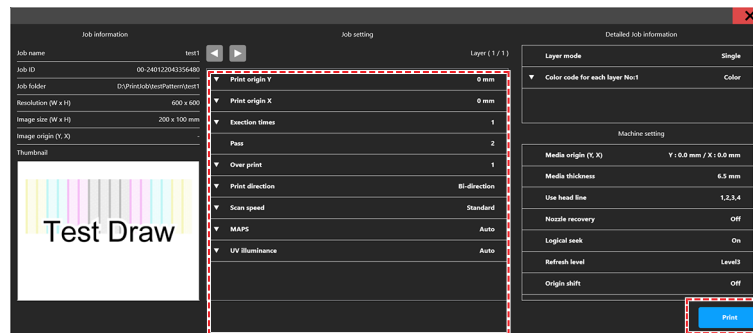 Job information
Job name test1
Job ID 00-240122043356480
Job folder D:\PrintJob\testPattern\test1
Resolution (W x H) 600 x 600
Image size (W x H) 200 x 100 mm
Image origin (Y, X) -
Thumbnail
Test Draw
Job setting
Layer ( 1 / 1 )
Print origin Y 0 mm
Print origin X 0 mm
Exection times 1
Pass 2
Over print 1
Print direction Bi-direction
Scan speed Standard
MAPS Auto
UV illuminance Auto
Detailed Job information
Layer mode Single
Color code for each layer No:1 Color
Machine setting
Media origin (Y, X) Y : 0.0 mm / X : 0.0 mm
Media thickness 6.5 mm
Use head line 1,2,3,4
Nozzle recovery Off
Logical seek On
Refresh level Level3
Origin shift Off
Print